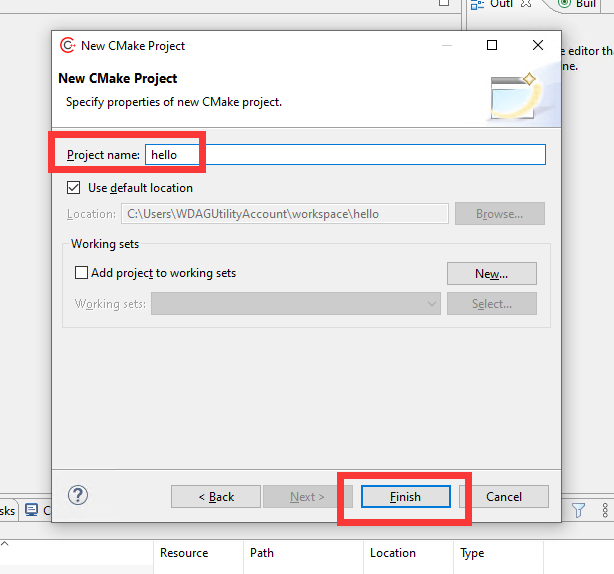 Outl
Buil
New CMake Project
New CMake Project
Specify properties of new CMake project.
e editor tha
ne.
Project name: hello
Use default location
Location: C:\Users\WDAGUtilityAccount\workspace\hello Browse...
Working sets
Add project to working sets New...
Working sets: Select...
? < Back Next > Finish Cancel
sks C
Resource Path Location Type